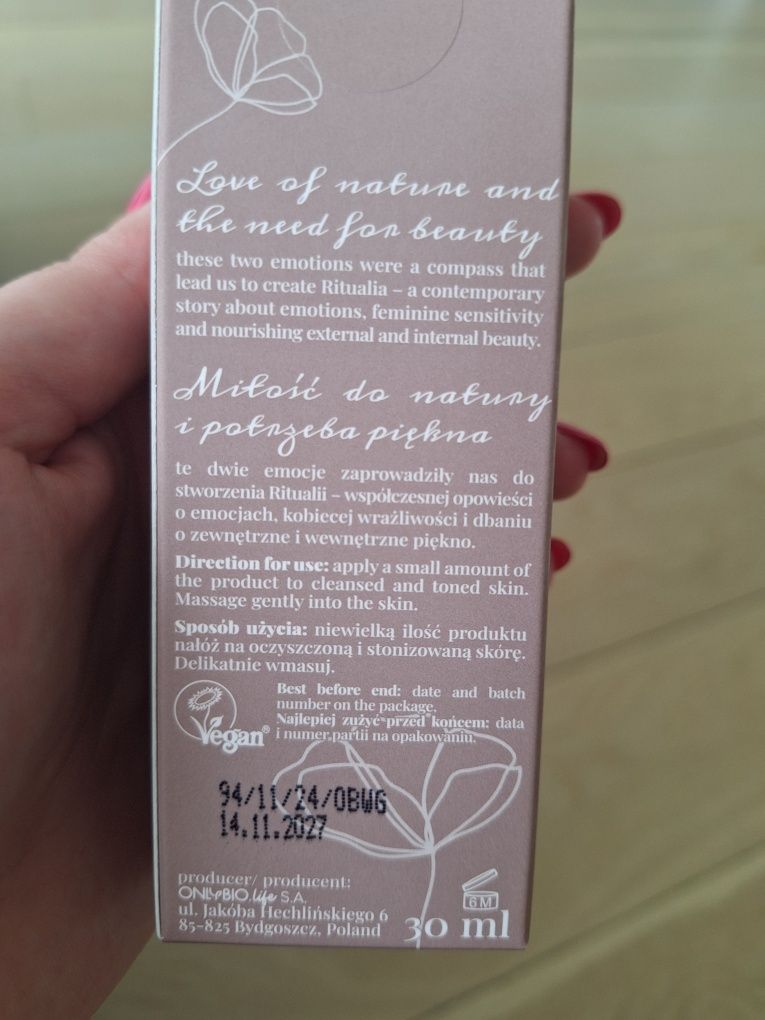 Love of nature and
the need for beauty
these two emotions were a compass that
lead us to create Ritualia – a contemporary
story about emotions, feminine sensitivity
and nourishing external and internal beauty.
Miłość do natury
i potrzeba piękna
te dwie emocje zaprowadziły nas do
stworzenia Ritualii – współczesnej opowieści
o emocjach, kobiecej wrażliwości i dbaniu
o zewnętrzne i wewnętrzne piękno.
Direction for use: apply a small amount of
the product to cleansed and toned skin.
Massage gently into the skin.
Sposób użycia: niewielką ilość produktu
nałóż na oczyszczoną i stonizowaną skórę.
Delikatnie wmasuj.
Vegan®
Best before end: date and batch
number on the package.
Najlepiej zużyć przed końcem: data
i numer partii na opakowaniu.
94/11/24/OBWG
14.11.2027
producer/ producent:
ONLYBIO.life S.A.
ul. Jakóba Hechlińskiego 6
85-825 Bydgoszcz, Poland
6 M
30 ml